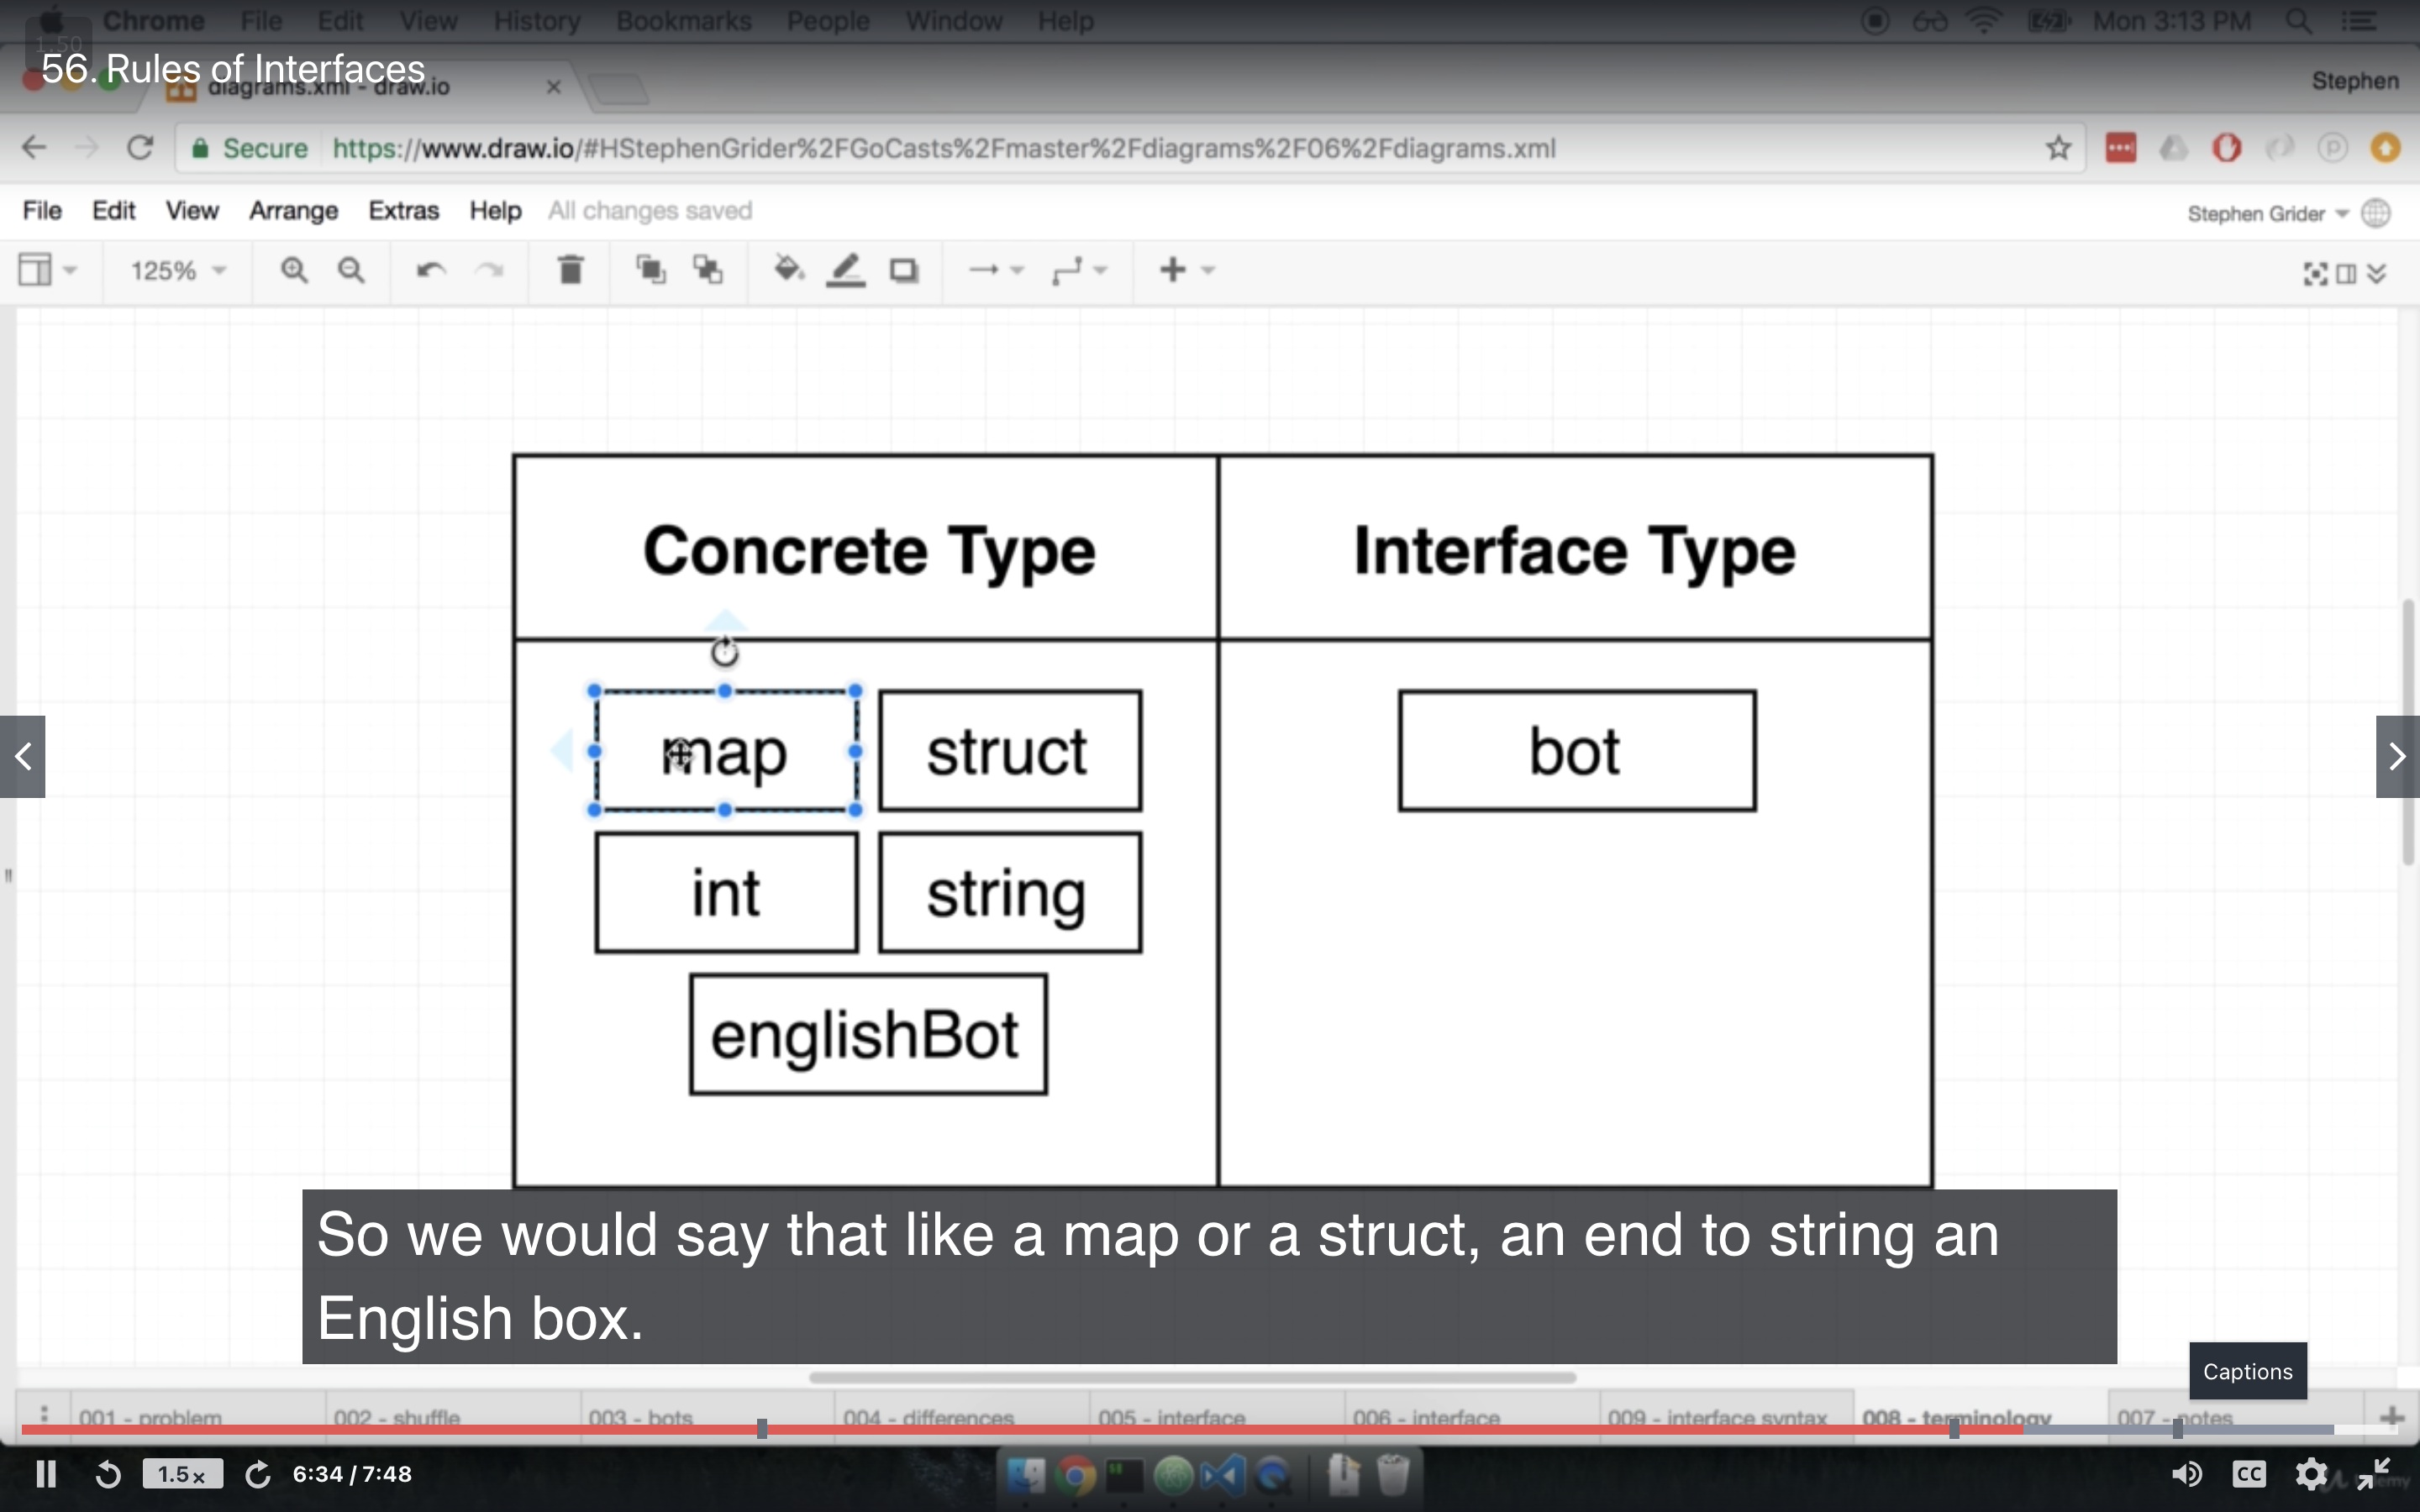 Chrome File Edit View History Bookmarks People Window Help Mon 3:13 PM
1.50
56. Rules of Interfaces
diagrams.xml - draw.io
Stephen
Secure https://www.draw.io/#HStephenGrider%2FGoCasts%2Fmaster%2Fdiagrams%2F06%2Fdiagrams.xml
File Edit View Arrange Extras Help All changes saved
Stephen Grider
125%
Concrete Type Interface Type
map struct bot
int string
englishBot
So we would say that like a map or a struct, an end to string an
English box.
Captions
001 - problem 002 - shuffle 003 - bots 004 - differences 005 - interface 006 - interface 009 - interface syntax 008 - terminology 007 - notes
1.5x 6:34 / 7:48 CC